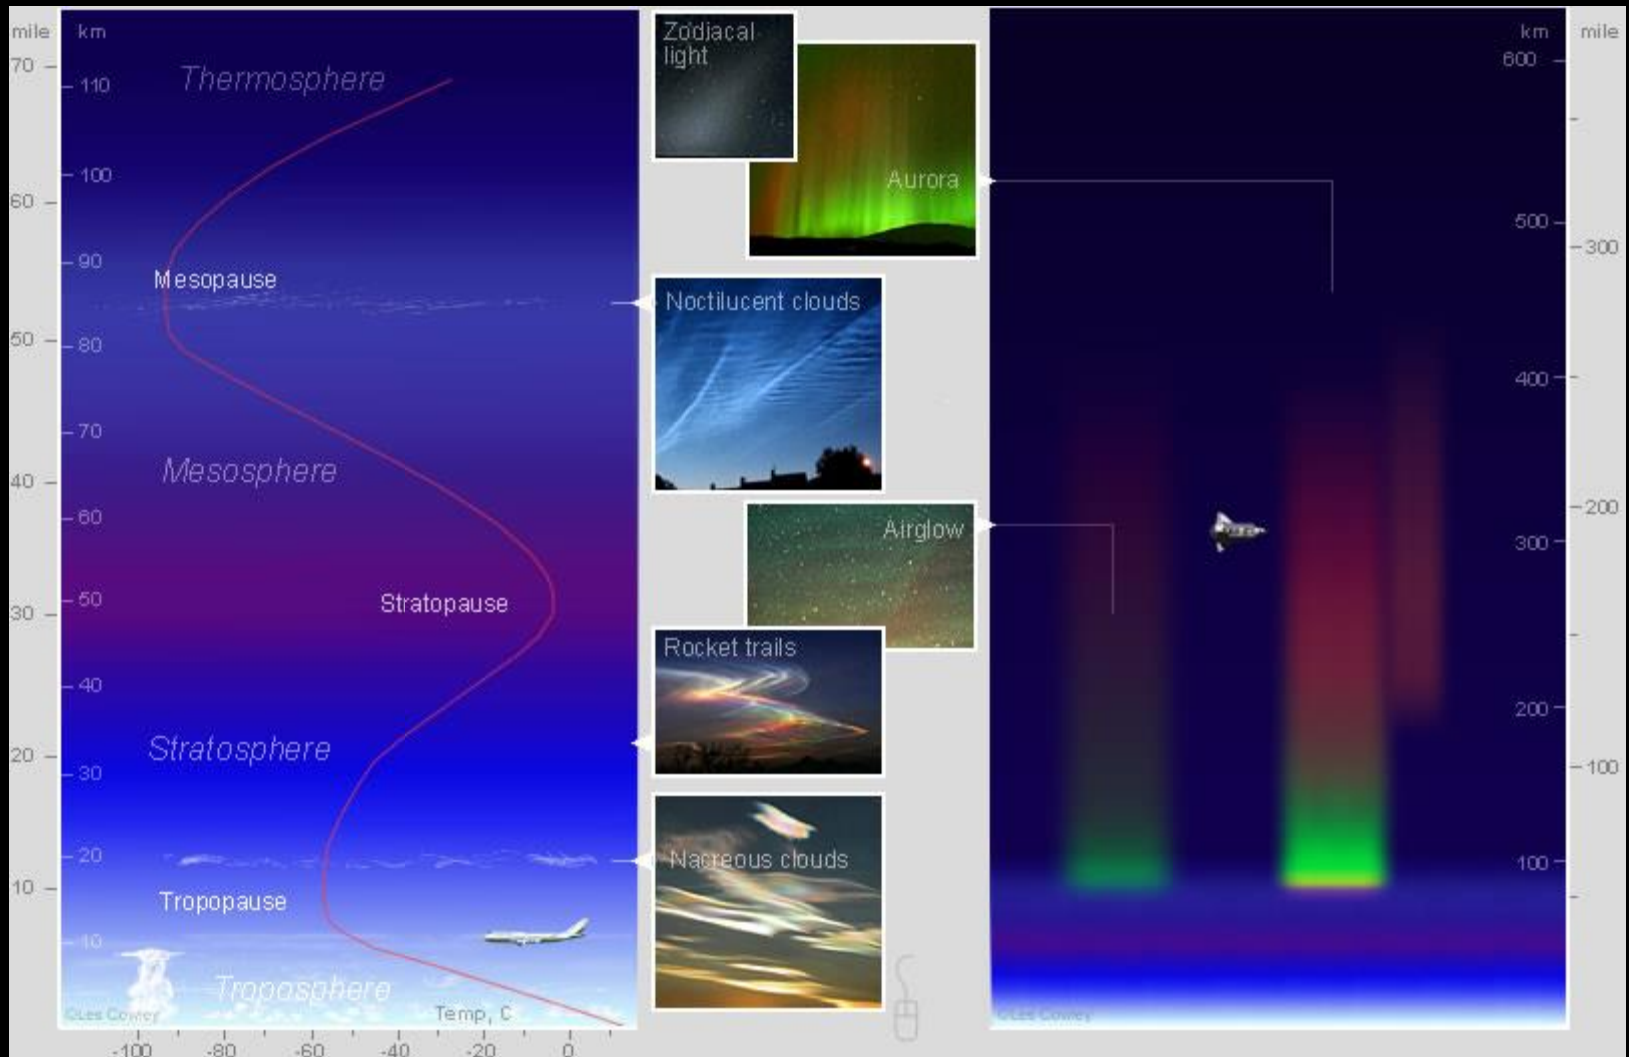 mile
km
70
110
Thermosphere
100
60
90
Mesopause
50
80
70
Mesosphere
40
60
50
Stratopause
30
40
Stratosphere
20
30
20
10
Tropopause
10
Troposphere
©Les Cowley
Temp, C
-100
-80
-60
-40
-20
0
Zodiacal
light
Aurora
Noctilucent clouds
Airglow
Rocket trails
Nacreous clouds
km
mile
600
500
300
400
200
300
200
100
100
©Les Cowley